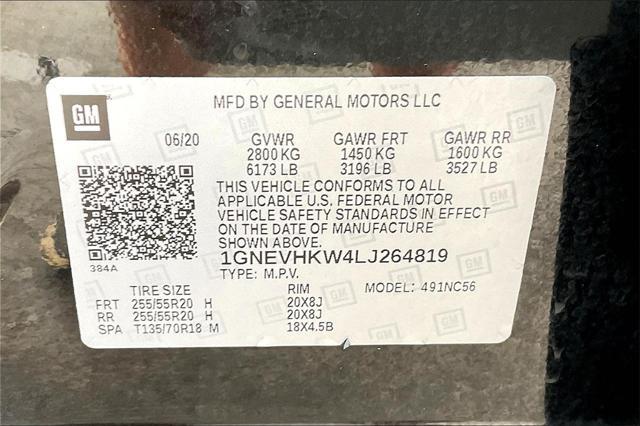 GM
MFD BY GENERAL MOTORS LLC
06/20 GVWR GAWR FRT GAWR RR
2800 KG 1450 KG 1600 KG
6173 LB 3196 LB 3527 LB
THIS VEHICLE CONFORMS TO ALL
APPLICABLE U.S. FEDERAL MOTOR
VEHICLE SAFETY STANDARDS IN EFFECT
ON THE DATE OF MANUFACTURE
SHOWN ABOVE.
384A
1GNEVHKW4LJ264819
TYPE: M.P.V.
TIRE SIZE RIM MODEL: 491NC56
FRT 255/55R20 H 20X8J
RR 255/55R20 H 20X8J
SPA T135/70R18 M 18X4.5B